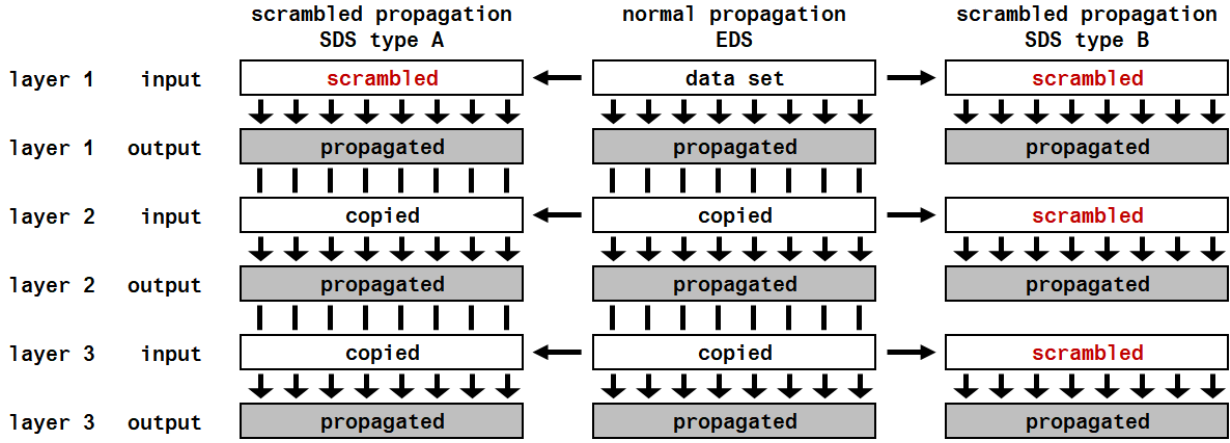 scrambled propagation normal propagation scrambled propagation
SDS type A EDS SDS type B
layer 1 input scrambled data set scrambled
layer 1 output propagated propagated propagated
layer 2 input copied copied scrambled
layer 2 output propagated propagated propagated
layer 3 input copied copied scrambled
layer 3 output propagated propagated propagated